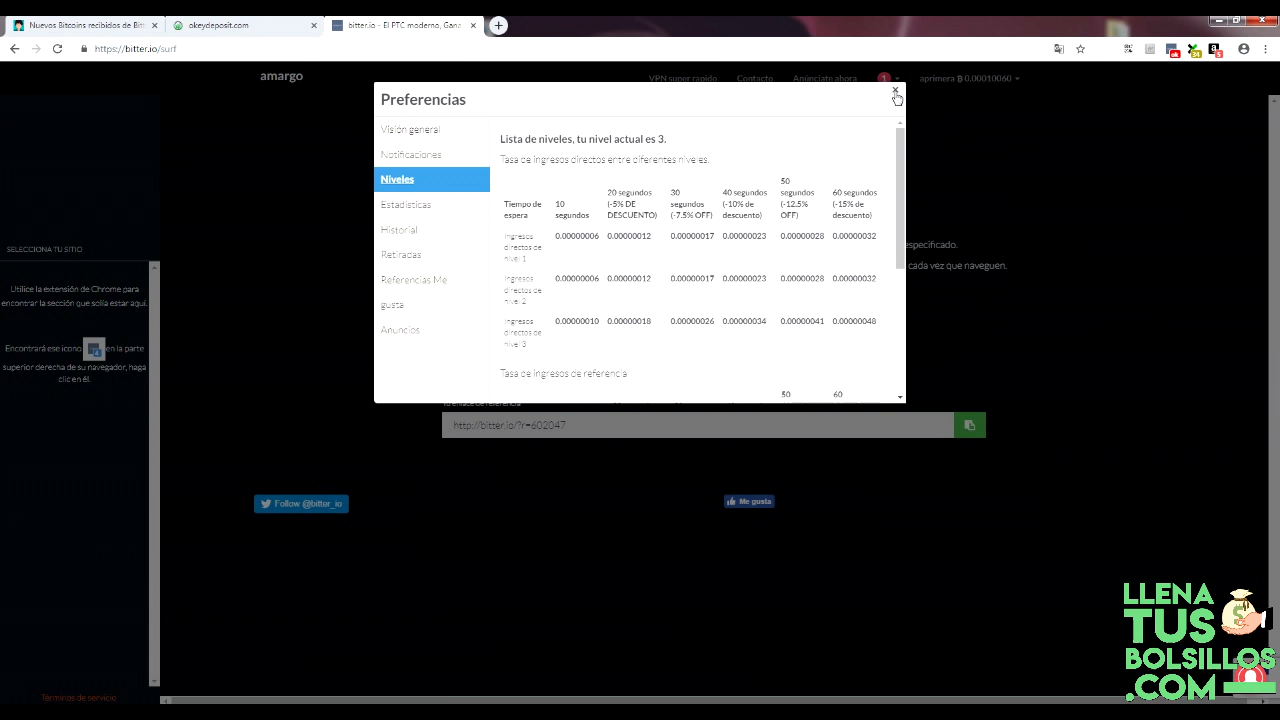 Nuevos Bitcoins recibidos de Bitt
okeydeposit.com
bitter.io - El PTC moderno, Gana
https://bitter.io/surf
amargo
VPN super rapido
Contacto
Anúnciate ahora
1
aprimera ฿ 0.00010060
Preferencias
x
Visión general
Notificaciones
Niveles
Estadísticas
Historial
Retiradas
Referencias Me
gusta
Anuncios
Lista de niveles, tu nivel actual es 3.
Tasa de ingresos directos entre diferentes niveles.
Tiempo de espera
10 segundos
20 segundos (-5% DE DESCUENTO)
30 segundos (-7.5% OFF)
40 segundos (-10% de descuento)
50 segundos (-12.5% OFF)
60 segundos (-15% de descuento)
Ingresos directos de nivel 1
0.00000006 0.00000012 0.00000017 0.00000023 0.00000028 0.00000032
Ingresos directos de nivel 2
0.00000006 0.00000012 0.00000017 0.00000023 0.00000028 0.00000032
Ingresos directos de nivel 3
0.00000010 0.00000018 0.00000026 0.00000034 0.00000041 0.00000048
Tasa de ingresos de referencia
50 60
SELECCIONA TU SITIO
Utilice la extensión de Chrome para
encontrar la sección que solía estar aquí.
Encontrará ese icono en la parte
superior derecha de su navegador, haga
clic en él.
especificado.
cada vez que naveguen.
http://bitter.io/?r=602047
Follow @bitter_io
Me gusta
Términos de servicio
LLENA
TUS
BOLSILLOS
.COM